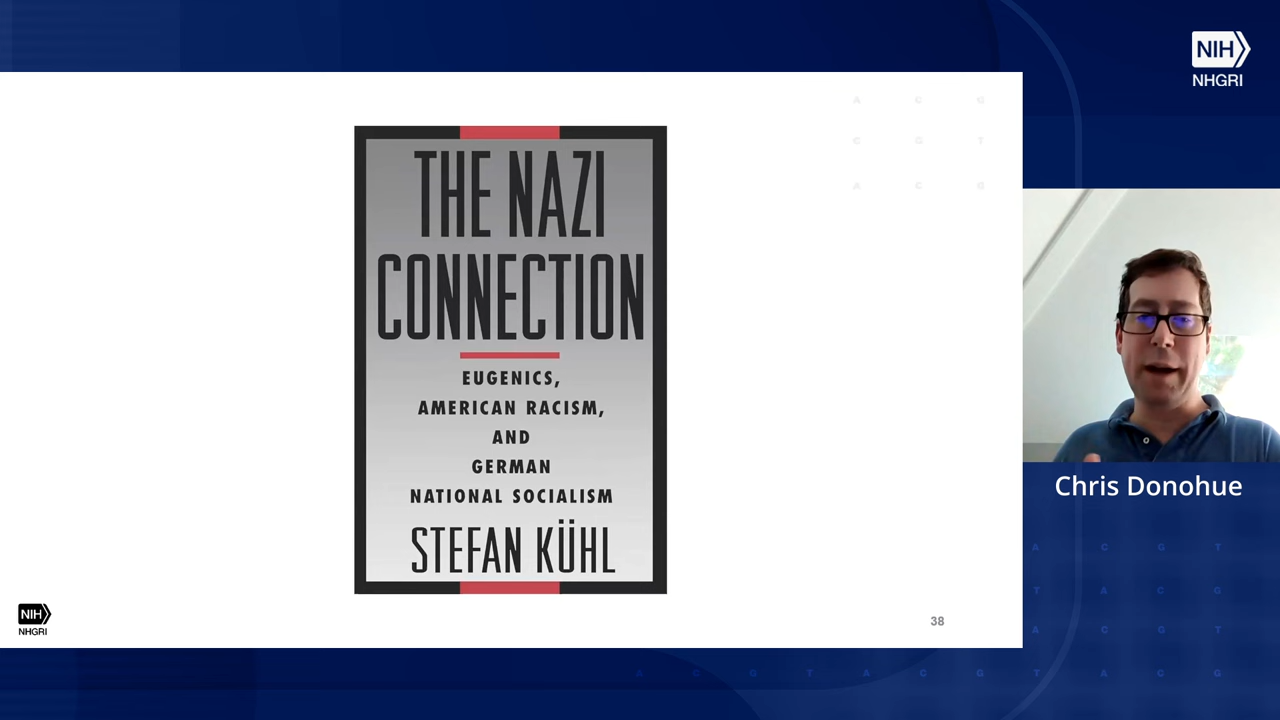 NIH
NHGRI
A C G
C G T
A C G
THE NAZI
CONNECTION
EUGENICS,
AMERICAN RACISM,
AND
GERMAN
NATIONAL SOCIALISM
STEFAN KÜHL
Chris Donohue
NIH
NHGRI
38
A C G T
T A C G
A C G T
A C G T A C G T A C G